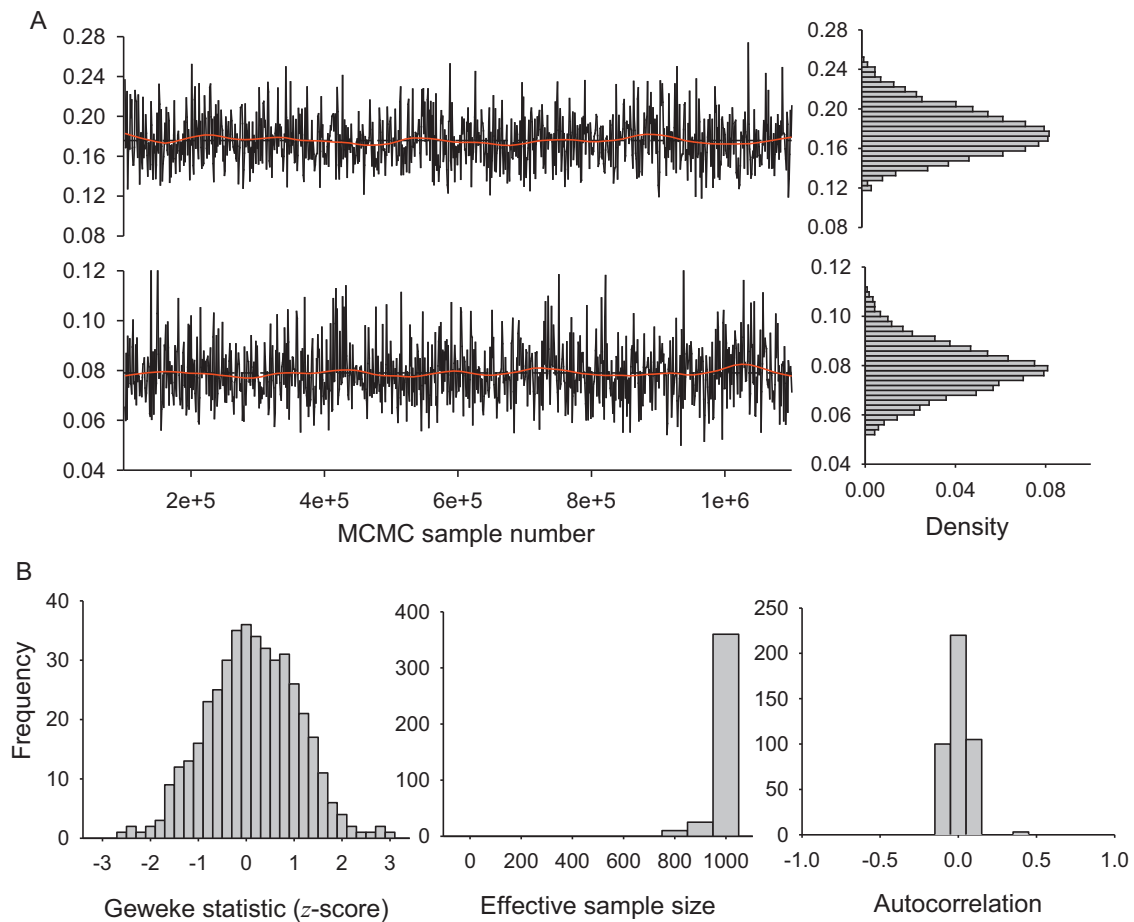 A
0.28
0.24
0.20
0.16
0.12
0.08
0.28
0.24
0.20
0.16
0.12
0.08
0.12
0.10
0.08
0.06
0.04
2e+5 4e+5 6e+5 8e+5 1e+6
MCMC sample number
0.12
0.10
0.08
0.06
0.04
0.00 0.04 0.08
Density
B
Frequency
40
30
20
10
0
-3 -2 -1 0 1 2 3
Geweke statistic (z-score)
400
300
200
100
0
0 200 400 600 800 1000
Effective sample size
250
200
150
100
50
0
-1.0 -0.5 0.0 0.5 1.0
Autocorrelation